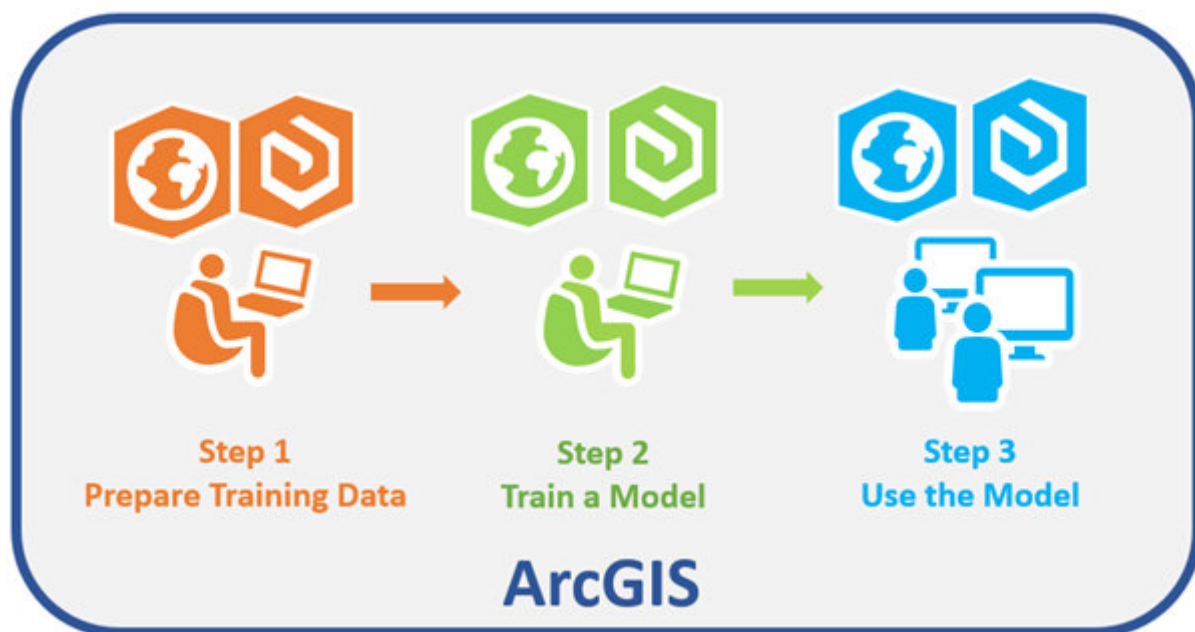 Step 1
Prepare Training Data
Step 2
Train a Model
Step 3
Use the Model
ArcGIS